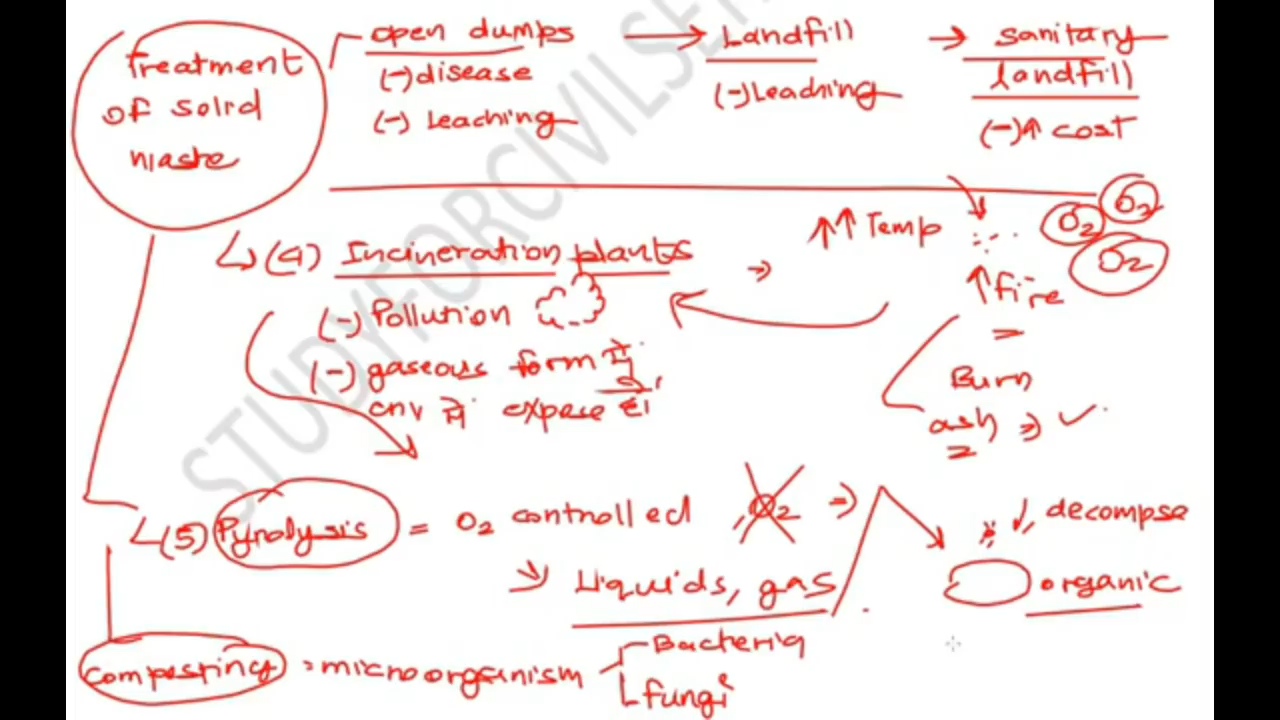 Treatment
of solid
waste
open dumps → Landfill → sanitary
landfill
(-) disease
(-) Leaching
(-) Leaching
(-) ↑ cost
↳ (4) Incineration plants
⇒ ↑↑ Temp
O2 O2
O2
↑ fire
(-) Pollution
(-) gaseous form में
env में expose
Burn
ash ⇒ ✓
↳ (5) Pyrolysis = O2 controlled, O2 ⇒
decompse
Liquids, gas
organic
composting = microorganism
Bacteria
fungi
STUDYFORCIVILSE